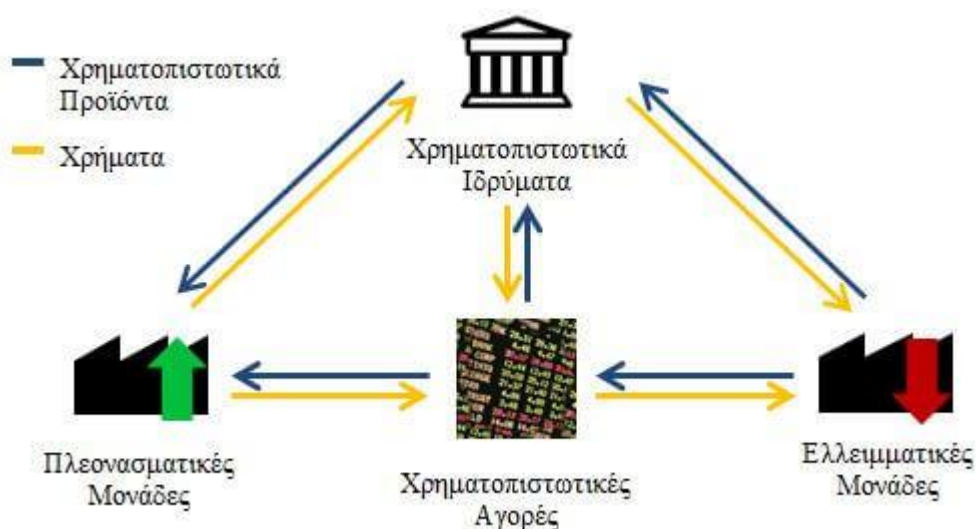 Χρηματοπιστωτικά
Προϊόντα
Χρήματα
Χρηματοπιστωτικά
Ιδρύματα
Πλεονασματικές
Μονάδες
Χρηματοπιστωτικές
Αγορές
Ελλειμματικές
Μονάδες